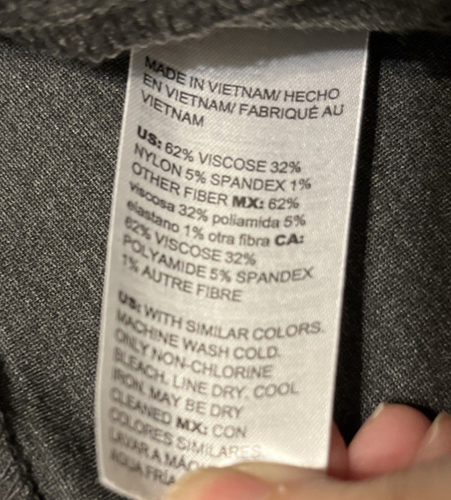 MADE IN VIETNAM/ HECHO
EN VIETNAM/ FABRIQUÉ AU
VIETNAM
US: 62% VISCOSE 32%
NYLON 5% SPANDEX 1%
OTHER FIBER MX: 62%
viscosa 32% poliamida 5%
elastano 1% otra fibra CA:
62% VISCOSE 32%
POLYAMIDE 5% SPANDEX
1% AUTRE FIBRE
US: WITH SIMILAR COLORS.
MACHINE WASH COLD.
ONLY NON-CHLORINE
BLEACH. LINE DRY. COOL
IRON. MAY BE DRY
CLEANED MX: CON
COLORES SIMILARES.
LAVAR A
AGUA FRÍA